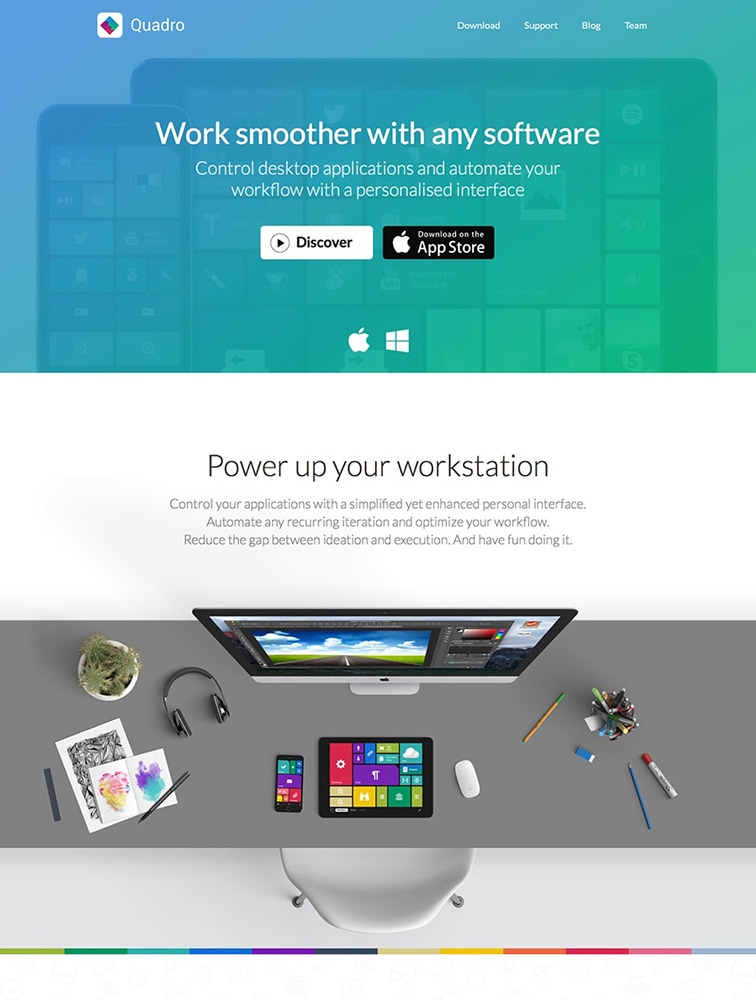 Quadro
Download
Support
Blog
Team
Work smoother with any software
Control desktop applications and automate your
workflow with a personalised interface
Discover
Download on the
App Store
Power up your workstation
Control your applications with a simplified yet enhanced personal interface.
Automate any recurring iteration and optimize your workflow.
Reduce the gap between ideation and execution. And have fun doing it.